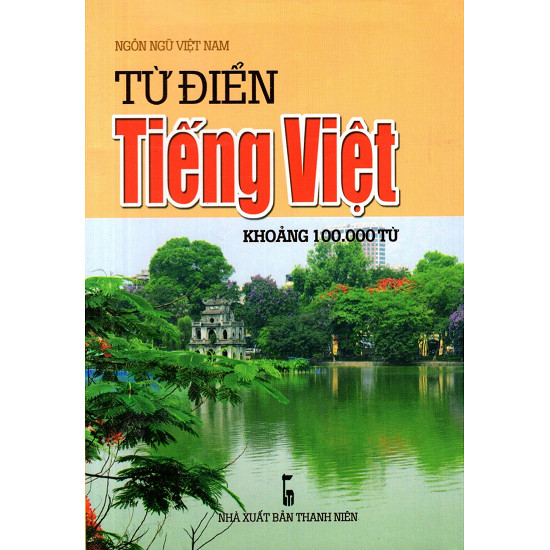 NGÔN NGỮ VIỆT NAM
TỪ ĐIỂN
Tiếng Việt
KHOẢNG 100.000 TỪ
NHÀ XUẤT BẢN THANH NIÊN